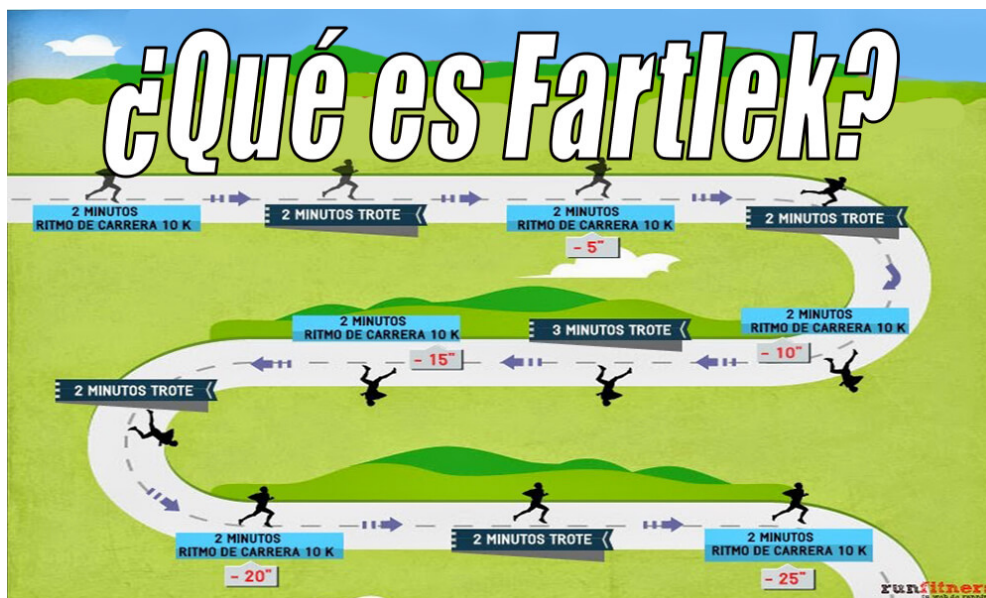 ¿Qué es Fartlek?
2 MINUTOS
RITMO DE CARRERA 10 K
2 MINUTOS TROTE
2 MINUTOS
RITMO DE CARRERA 10 K
- 5"
2 MINUTOS TROTE
2 MINUTOS
RITMO DE CARRERA 10 K
- 10"
3 MINUTOS TROTE
2 MINUTOS
RITMO DE CARRERA 10 K
- 15"
2 MINUTOS TROTE
2 MINUTOS
RITMO DE CARRERA 10 K
- 20"
2 MINUTOS TROTE
2 MINUTOS
RITMO DE CARRERA 10 K
- 25"
runfitners